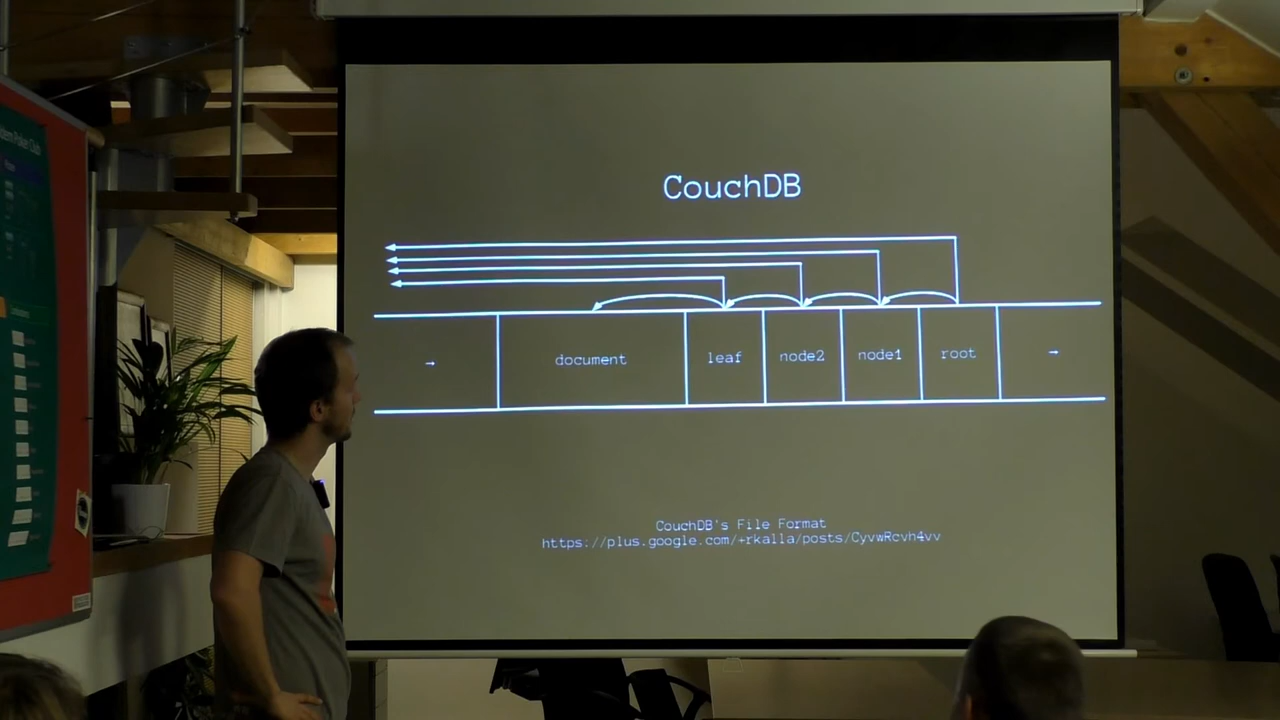 CouchDB
→ document leaf node2 node1 root →
CouchDB's File Format
https://plus.google.com/+rkalla/posts/CyvwRcvh4vv